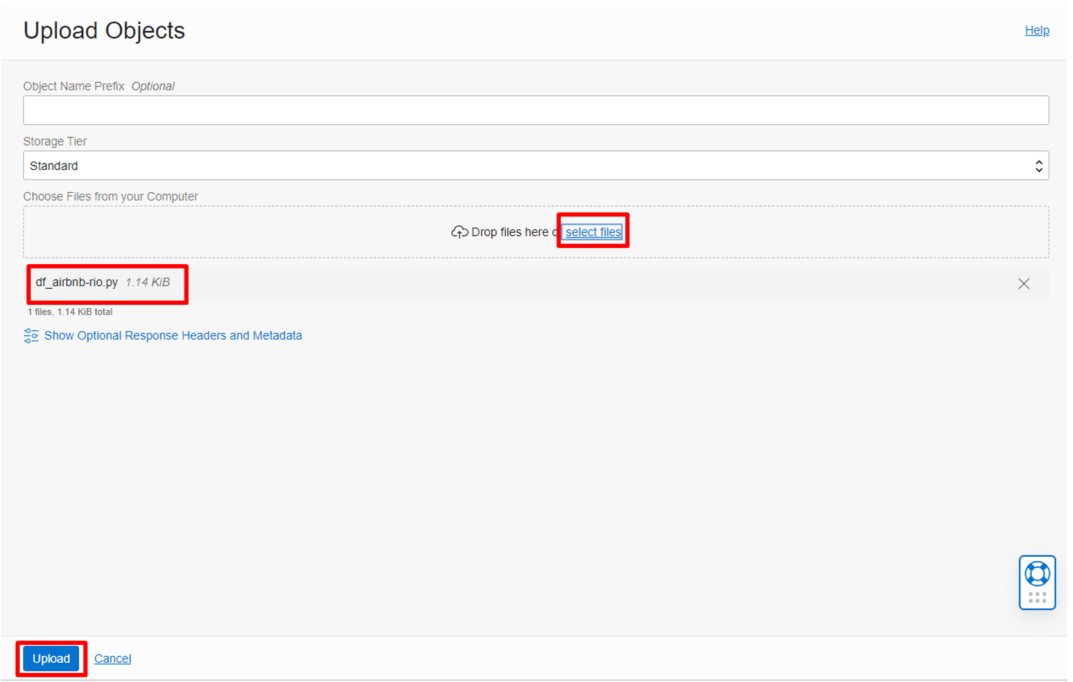 Upload Objects
Help
Object Name Prefix Optional
Storage Tier
Standard
Choose Files from your Computer
Drop files here select files
df_airbnb-rio.py 1.14 KiB
1 files, 1.14 KiB total
Show Optional Response Headers and Metadata
Upload Cancel